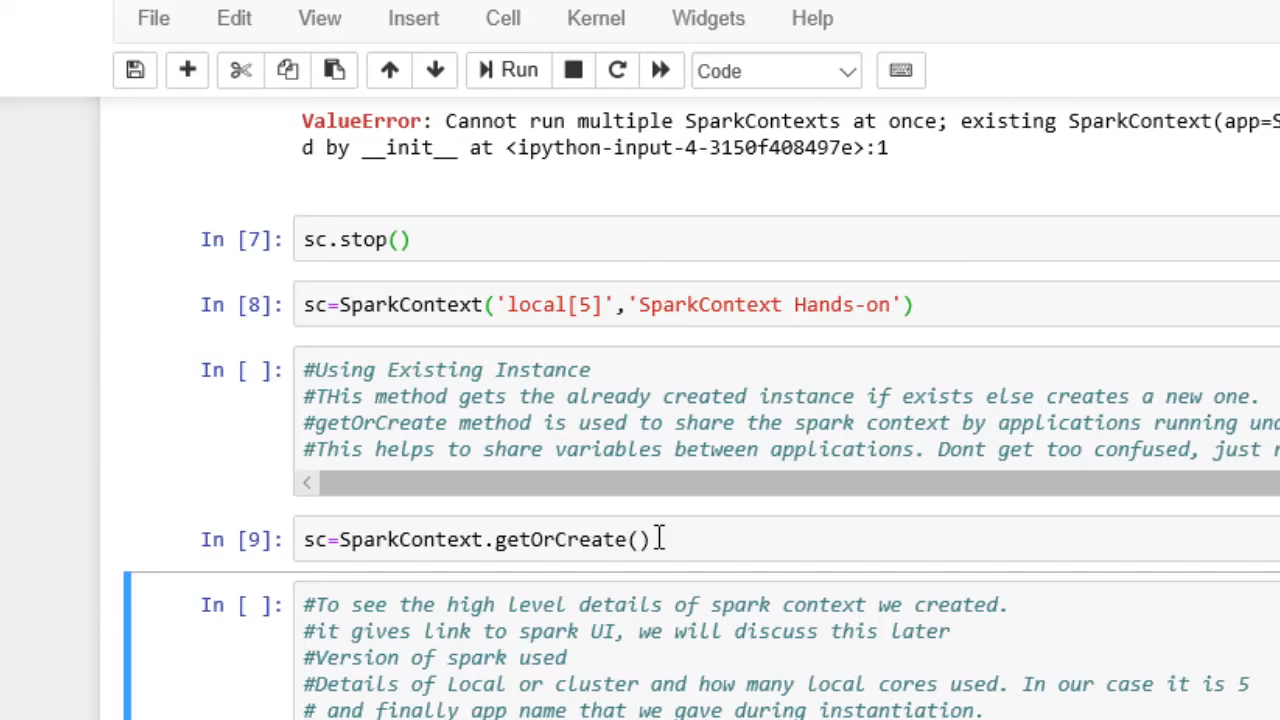 File Edit View Insert Cell Kernel Widgets Help
Run Code
ValueError: Cannot run multiple SparkContexts at once; existing SparkContext(app=S
d by __init__ at <ipython-input-4-3150f408497e>:1
In [7]: sc.stop()
In [8]: sc=SparkContext('local[5]','SparkContext Hands-on')
In [ ]: #Using Existing Instance
#THis method gets the already created instance if exists else creates a new one.
#getOrCreate method is used to share the spark context by applications running und
#This helps to share variables between applications. Dont get too confused, just r
In [9]: sc=SparkContext.getOrCreate()
In [ ]: #To see the high level details of spark context we created.
#it gives link to spark UI, we will discuss this later
#Version of spark used
#Details of Local or cluster and how many local cores used. In our case it is 5
# and finally app name that we gave during instantiation.